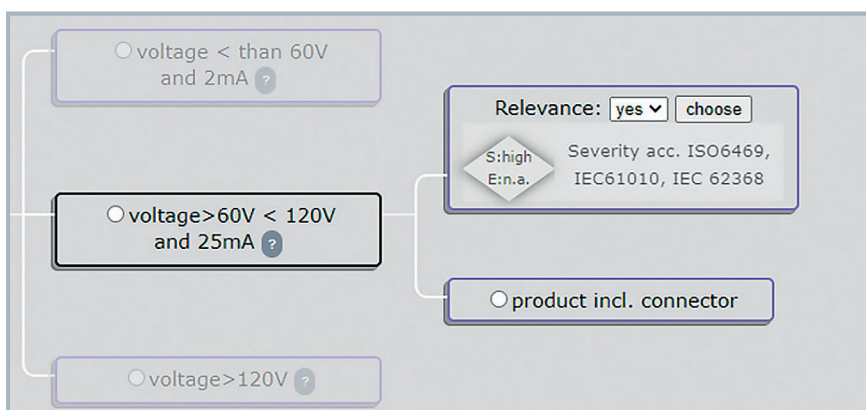 voltage < than 60V
and 2mA ?
Relevance: yes choose
S:high
E:n.a.
Severity acc. ISO6469,
IEC61010, IEC 62368
voltage>60V < 120V
and 25mA ?
product incl. connector
voltage>120V ?